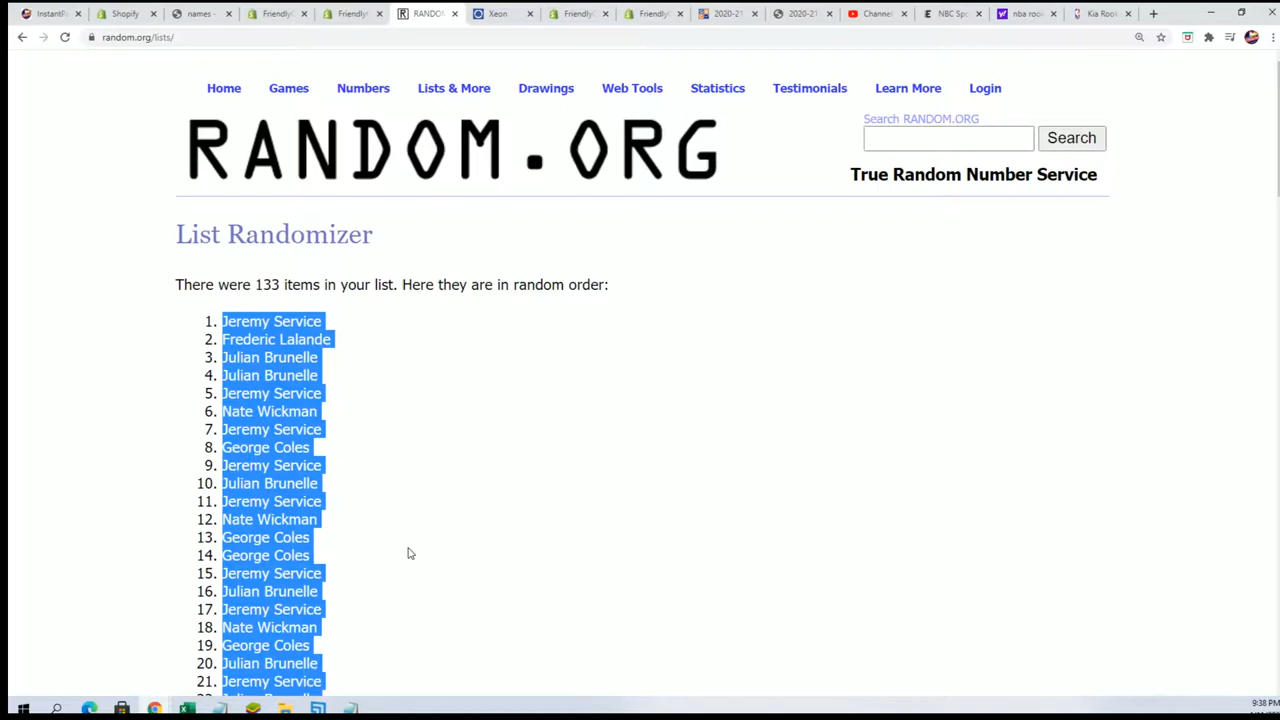 InstantP
Shopify
names -
Friendly
Friendly
RANDOM
Xeon
Friendly
Friendly
2020-21
2020-21
Channel
NBC Spo
nba rook
Kia Rook
random.org/lists/
Home
Games
Numbers
Lists & More
Drawings
Web Tools
Statistics
Testimonials
Learn More
Login
RANDOM.ORG
Search RANDOM.ORG
Search
True Random Number Service
List Randomizer
There were 133 items in your list. Here they are in random order:
1. Jeremy Service
2. Frederic Lalande
3. Julian Brunelle
4. Julian Brunelle
5. Jeremy Service
6. Nate Wickman
7. Jeremy Service
8. George Coles
9. Jeremy Service
10. Julian Brunelle
11. Jeremy Service
12. Nate Wickman
13. George Coles
14. George Coles
15. Jeremy Service
16. Julian Brunelle
17. Jeremy Service
18. Nate Wickman
19. George Coles
20. Julian Brunelle
21. Jeremy Service
9:38 PM